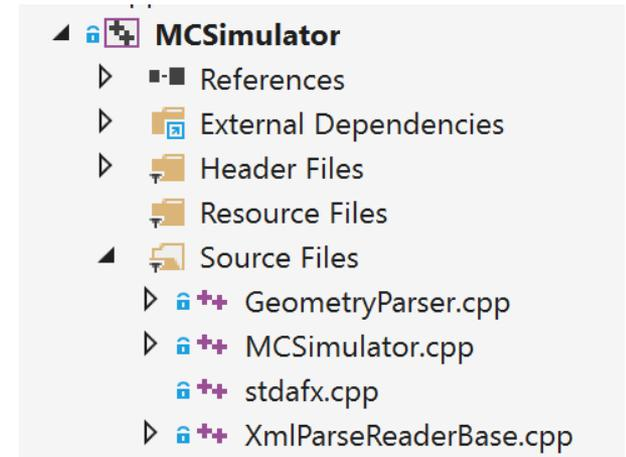 MCSimulator
References
External Dependencies
Header Files
Resource Files
Source Files
GeometryParser.cpp
MCSimulator.cpp
stdafx.cpp
XmlParseReaderBase.cpp